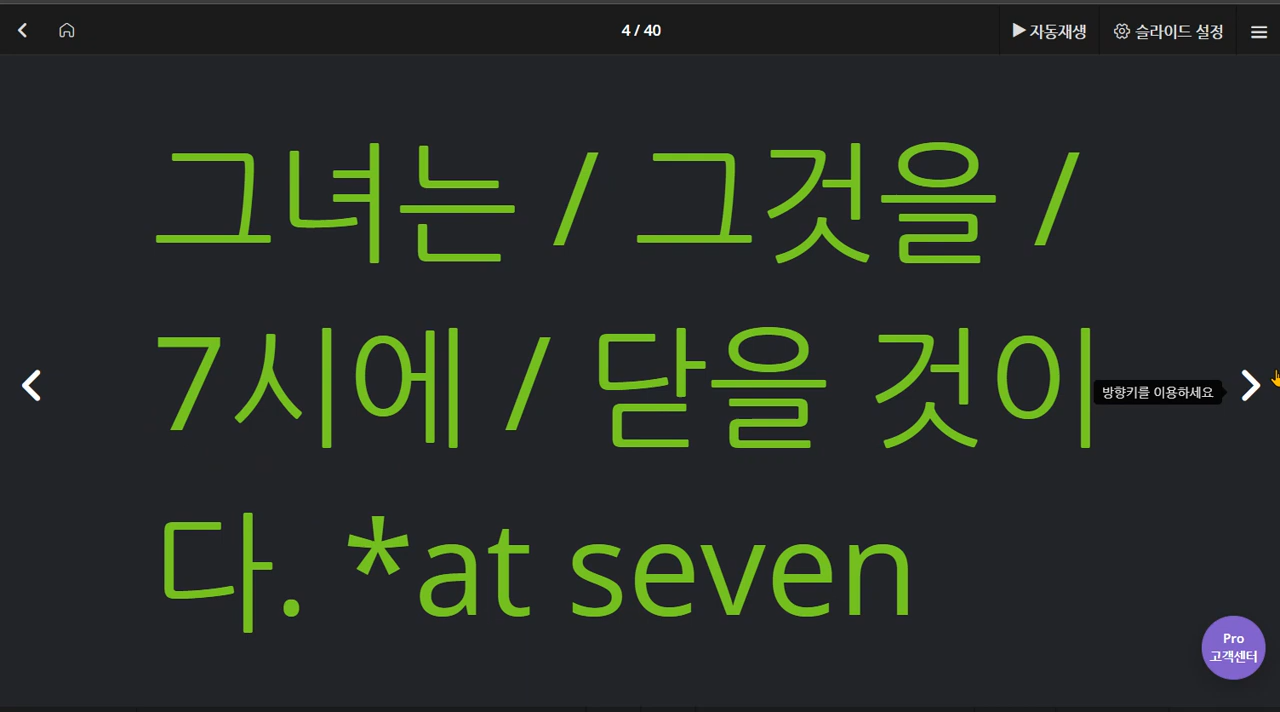 4 / 40
▶ 자동재생
슬라이드 설정
그녀는 / 그것을 /
7시에 / 닫을 것이
다. *at seven
방향키를 이용하세요
Pro
고객센터